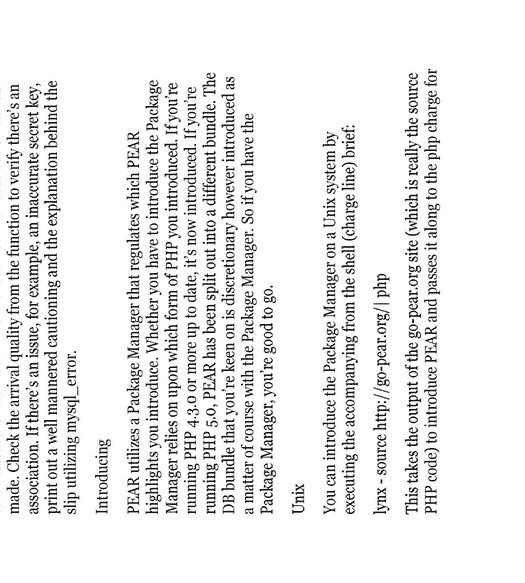 made. Check the arrival quality from the function to verify there's an
association. If there's an issue, for example, an inaccurate secret key,
print out a well mannered cautioning and the explanation behind the
slip utilizing mysql_error.
Introducing
PEAR utilizes a Package Manager that regulates which PEAR
highlights you introduce. Whether you have to introduce the Package
Manager relies on upon which form of PHP you introduced. If you're
running PHP 4.3.0 or more up to date, it's now introduced. If you're
running PHP 5.0, PEAR has been split out into a different bundle. The
DB bundle that you're keen on is discretionary however introduced as
a matter of course with the Package Manager. So if you have the
Package Manager, you're good to go.
Unix
You can introduce the Package Manager on a Unix system by
executing the accompanying from the shell (charge line) brief:
lynx - source http://go-pear.org/| php
This takes the output of the go-pear.org site (which is really the source
PHP code) to introduce PEAR and passes it along to the php charge for